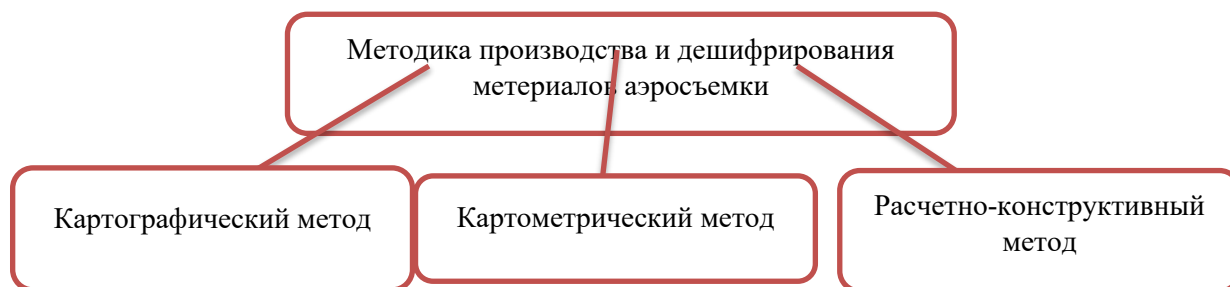 Методика производства и дешифрирования
метериалов аэросъемки
Картографический метод
Картометрический метод
Расчетно-конструктивный
метод